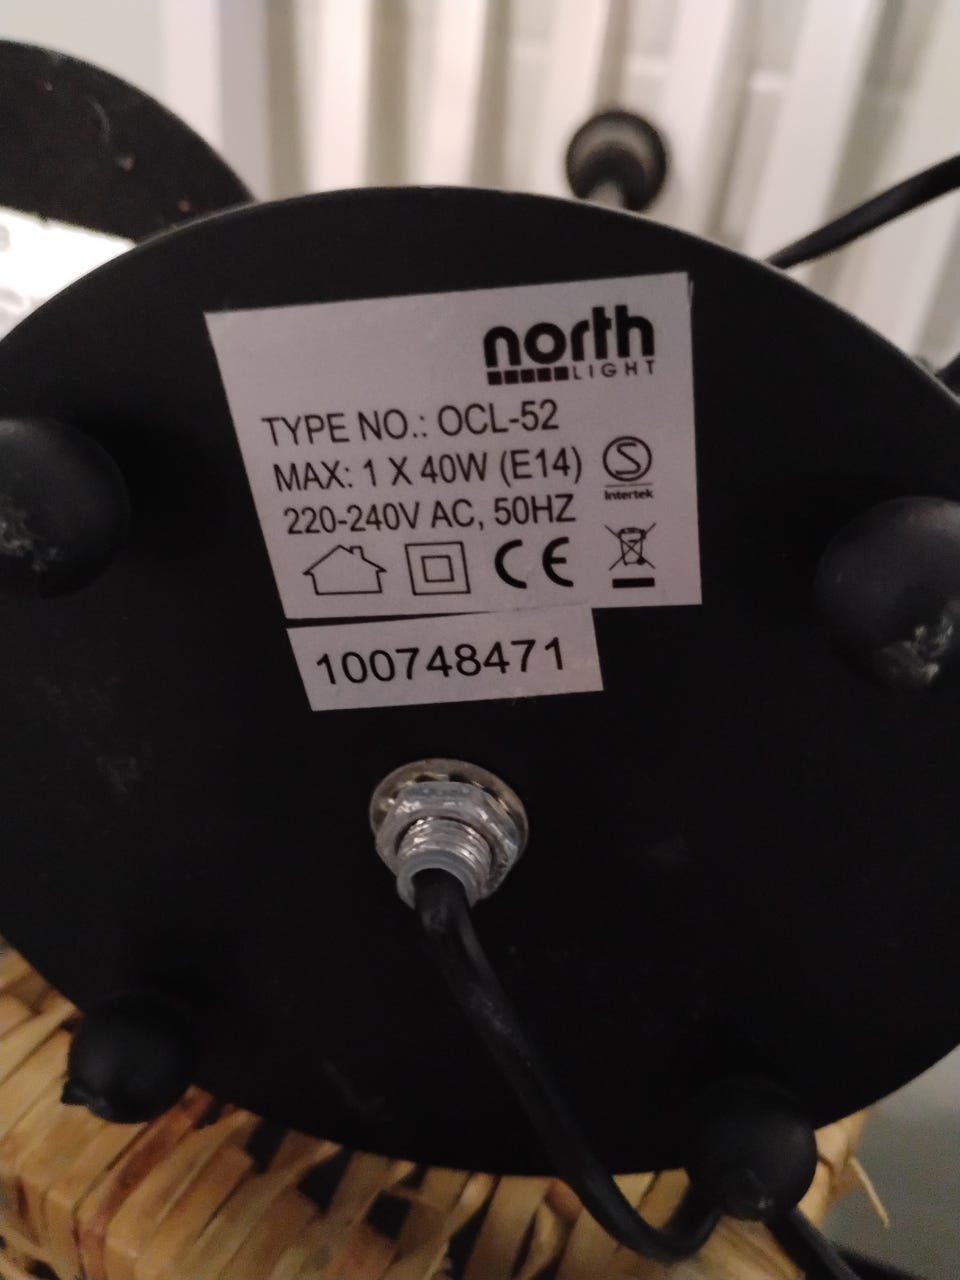 north
LIGHT
TYPE NO.: OCL-52
MAX: 1 X 40W (E14)
S
Intertek
220-240V AC, 50HZ
CE
100748471